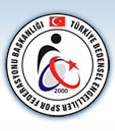 TÜRKİYE BEDENSEL ENGELLİLER SPOR FEDERASYONU BAŞKANLIĞI
2000